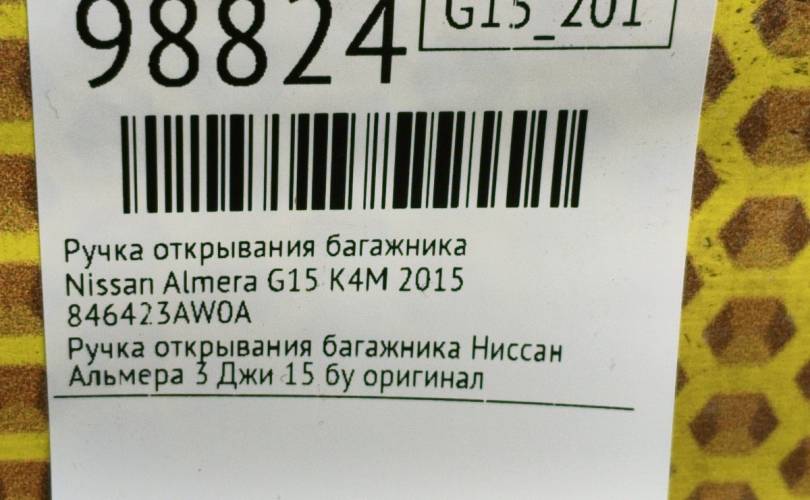 98824
G15_201
Ручка открывания багажника
Nissan Almera G15 K4M 2015
846423AW0A
Ручка открывания багажника Ниссан
Альмера 3 Джи 15 бу оригинал